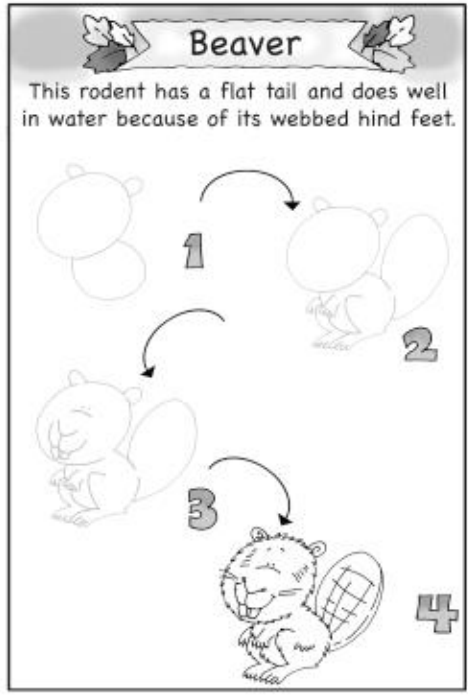 Beaver
This rodent has a flat tail and does well
in water because of its webbed hind feet.
1
2
3
4